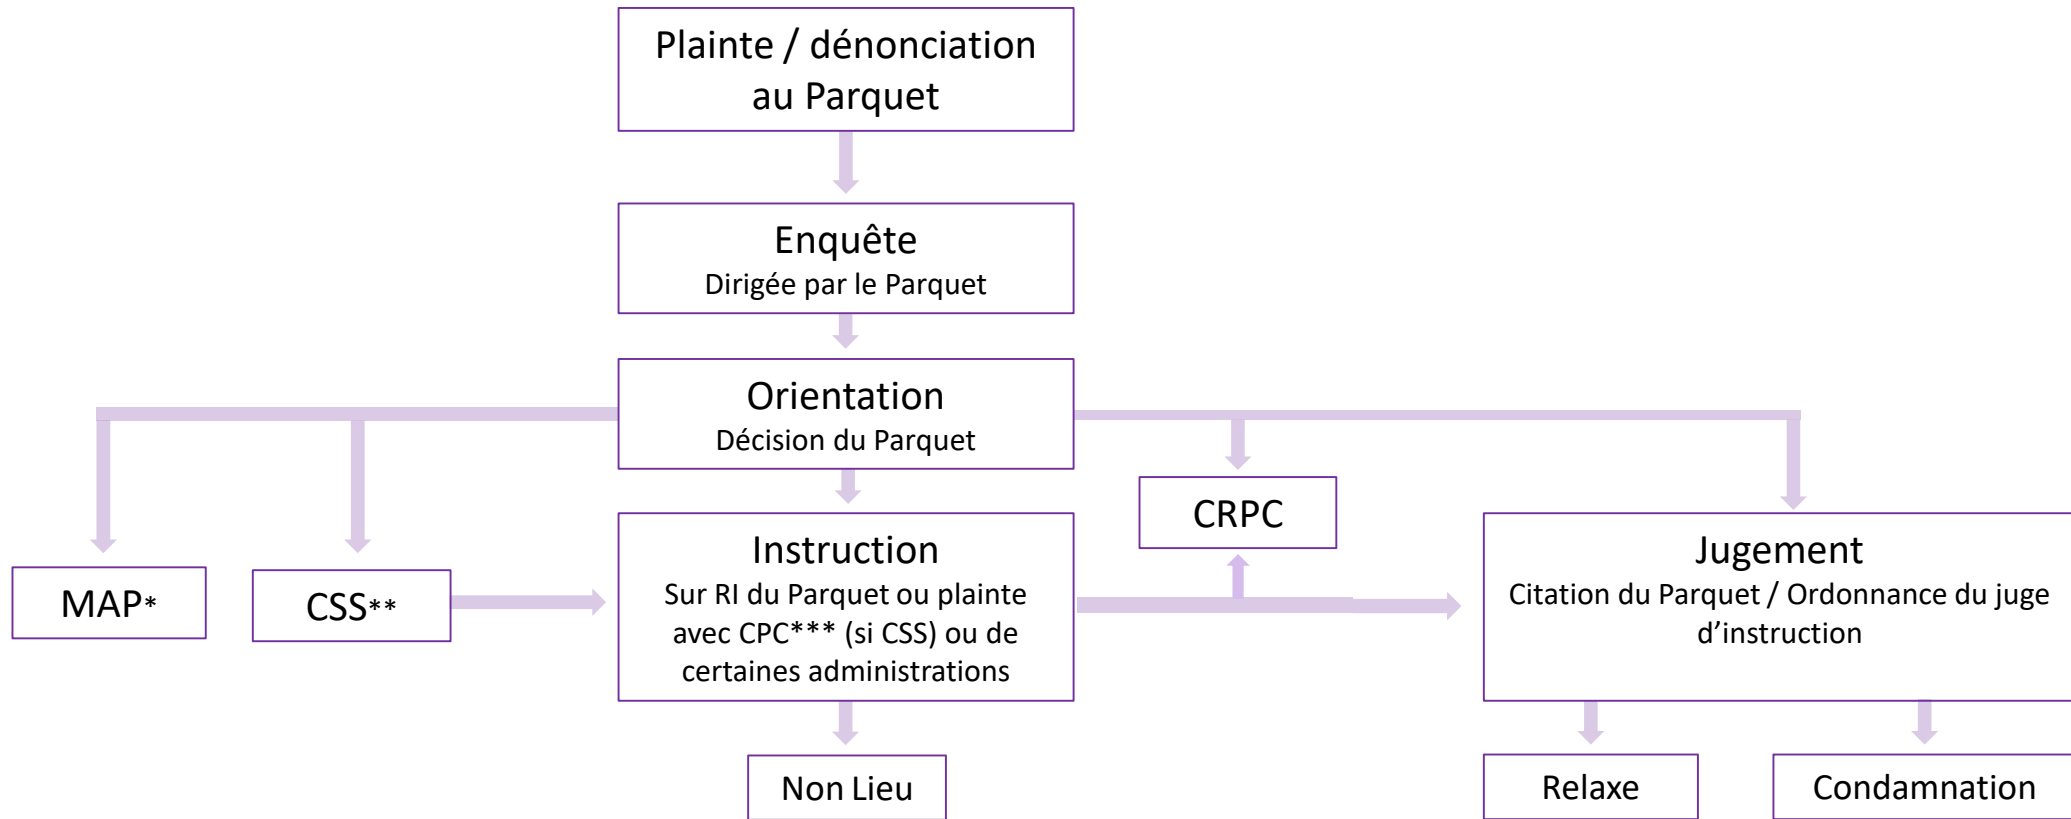 Plainte / dénonciation
au Parquet
Enquête
Dirigée par le Parquet
Orientation
Décision du Parquet
MAP*
CSS**
Instruction
Sur RI du Parquet ou plainte
avec CPC*** (si CSS) ou de
certaines administrations
CRPC
Jugement
Citation du Parquet / Ordonnance du juge
d’instruction
Non Lieu
Relaxe
Condamnation